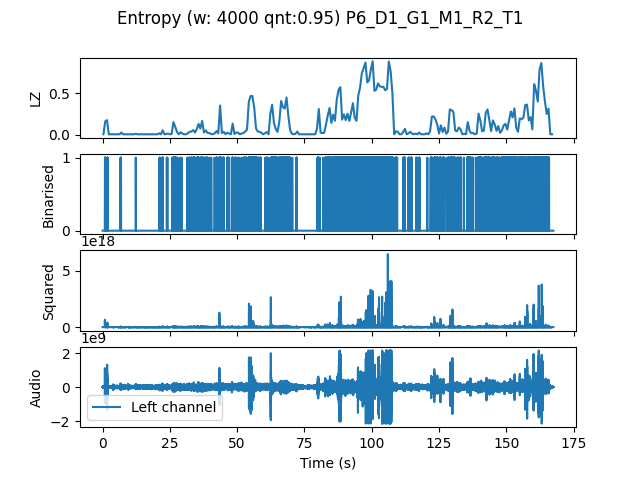 Entropy (w: 4000 qnt:0.95) P6_D1_G1_M1_R2_T1
LZ
0.5
0.0
Binarised
1
0
1e18
Squared
5
0
1e9
Audio
2
0
−2
Left channel
0 25 50 75 100 125 150 175
Time (s)